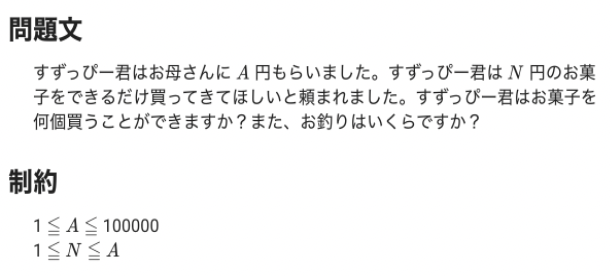 問題文
すずっぴー君はお母さんに A 円もらいました。すずっぴー君は N 円のお菓
子をできるだけ買ってきてほしいと頼まれました。すずっぴー君はお菓子を
何個買うことができますか？また、お釣りはいくらですか？
制約
1 ≦ A ≦ 100000
1 ≦ N ≦ A